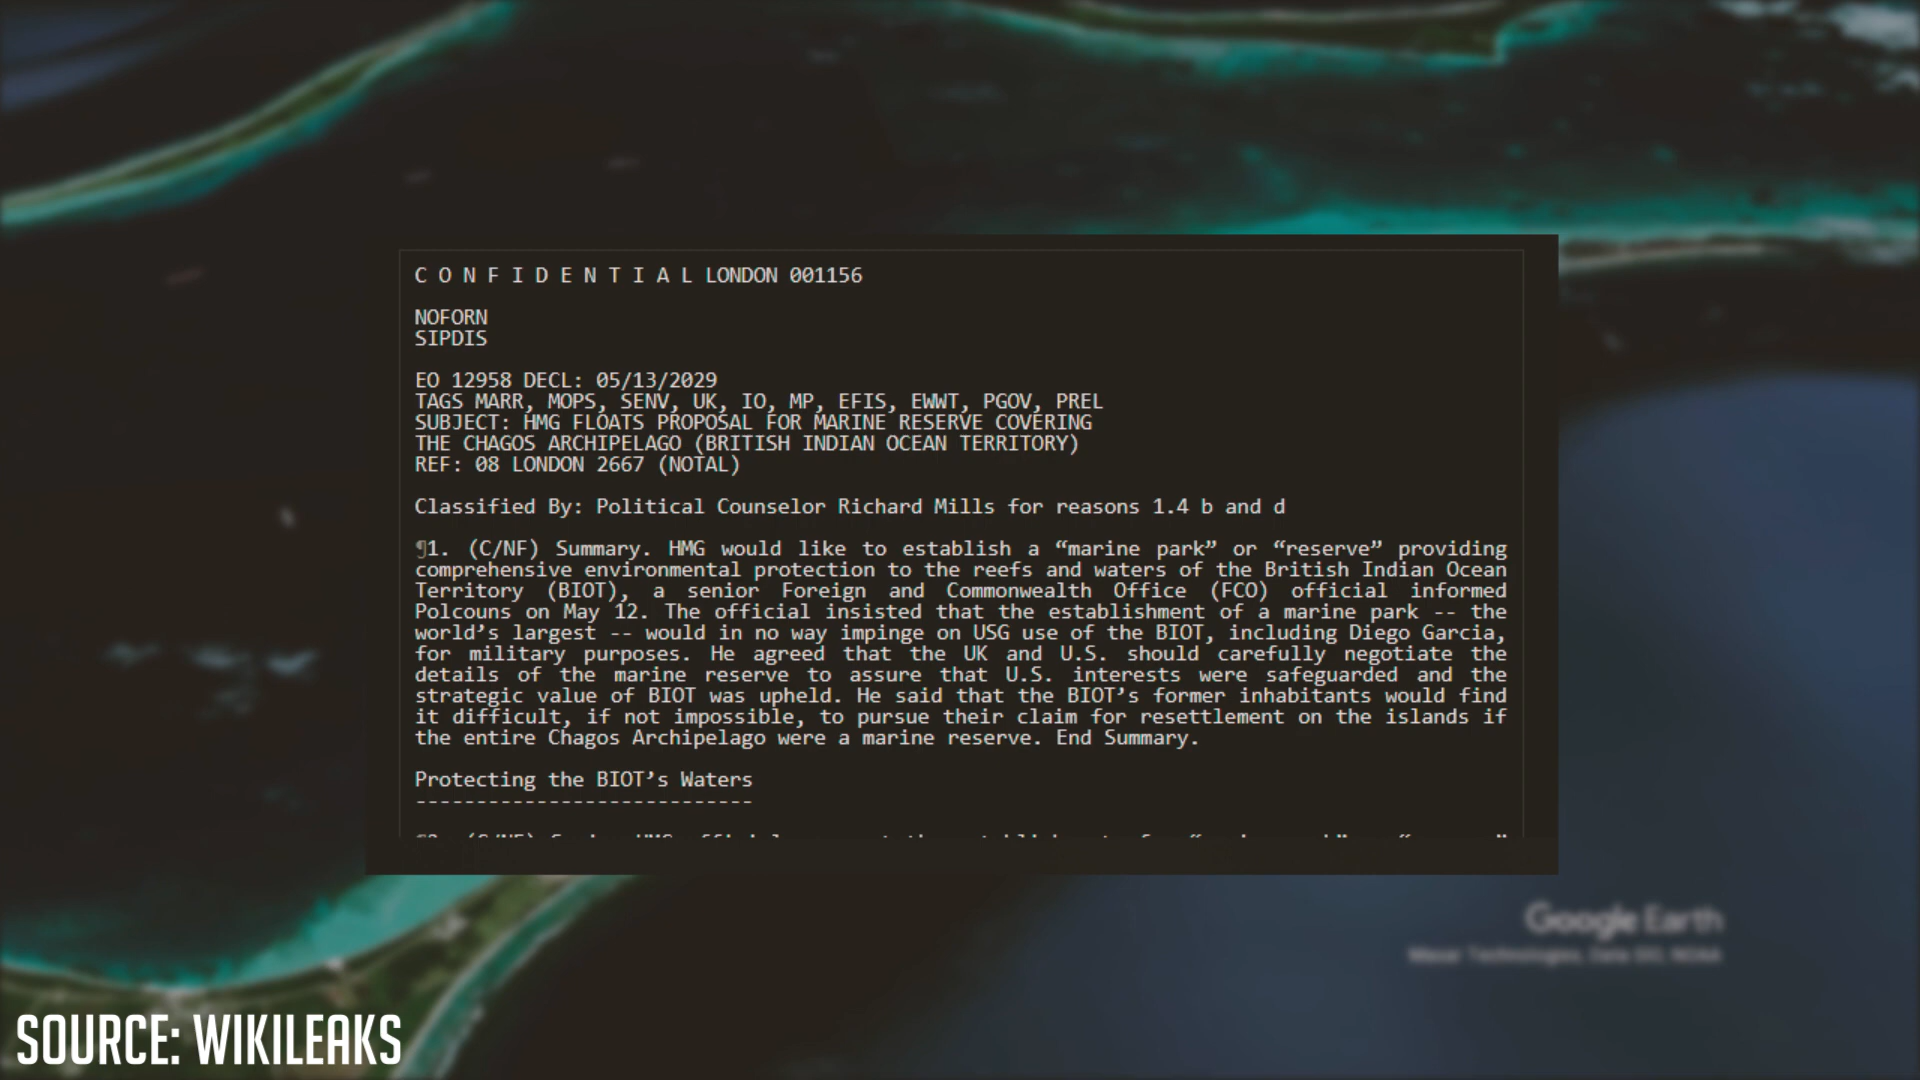 C O N F I D E N T I A L LONDON 001156
NOFORN
SIPDIS
EO 12958 DECL: 05/13/2029
TAGS MARR, MOPS, SENV, UK, IO, MP, EFIS, EWWT, PGOV, PREL
SUBJECT: HMG FLOATS PROPOSAL FOR MARINE RESERVE COVERING
THE CHAGOS ARCHIPELAGO (BRITISH INDIAN OCEAN TERRITORY)
REF: 08 LONDON 2667 (NOTAL)
Classified By: Political Counselor Richard Mills for reasons 1.4 b and d
¶1. (C/NF) Summary. HMG would like to establish a “marine park” or “reserve” providing
comprehensive environmental protection to the reefs and waters of the British Indian Ocean
Territory (BIOT), a senior Foreign and Commonwealth Office (FCO) official informed
Polcouns on May 12. The official insisted that the establishment of a marine park -- the
world’s largest -- would in no way impinge on USG use of the BIOT, including Diego Garcia,
for military purposes. He agreed that the UK and U.S. should carefully negotiate the
details of the marine reserve to assure that U.S. interests were safeguarded and the
strategic value of BIOT was upheld. He said that the BIOT’s former inhabitants would find
it difficult, if not impossible, to pursue their claim for resettlement on the islands if
the entire Chagos Archipelago were a marine reserve. End Summary.
Protecting the BIOT’s Waters
----------------------------
Google Earth
SOURCE: WIKILEAKS